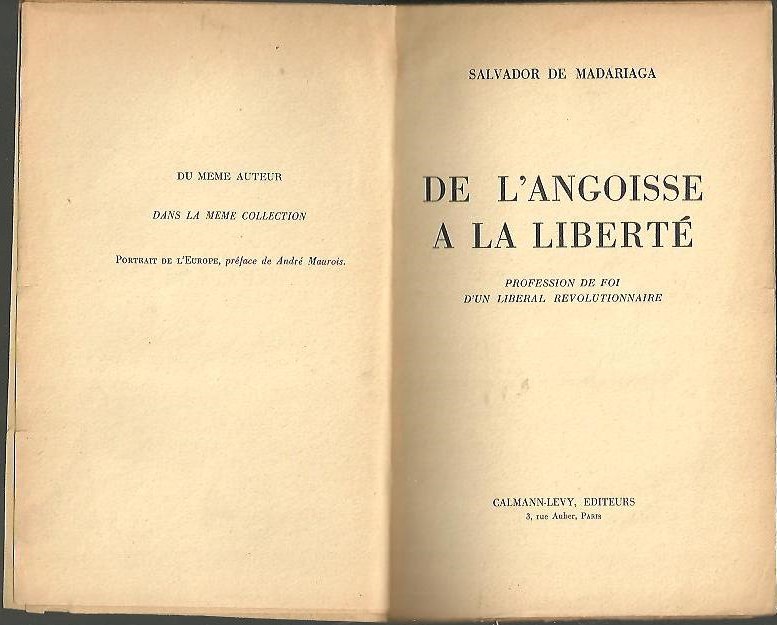 DU MEME AUTEUR
DANS LA MEME COLLECTION
PORTRAIT DE L'EUROPE, préface de André Maurois.
SALVADOR DE MADARIAGA
DE L'ANGOISSE
A LA LIBERTÉ
PROFESSION DE FOI
D'UN LIBERAL REVOLUTIONNAIRE
CALMANN-LEVY, EDITEURS
3, rue Auber, PARIS